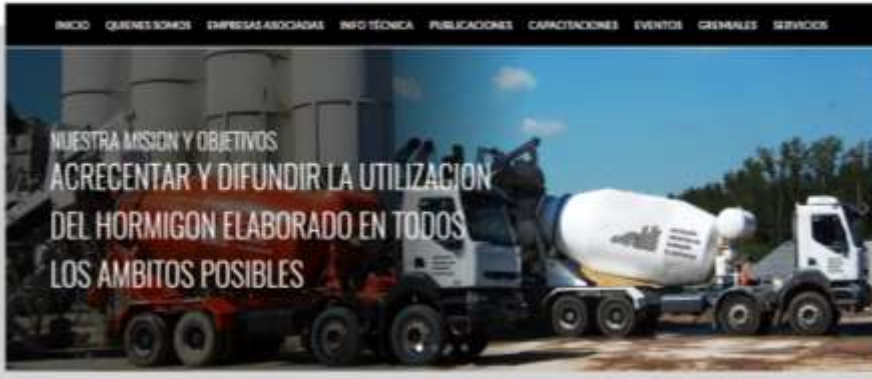 INICIO QUIENES SOMOS EMPRESAS ASOCIADAS INFO TÉCNICA PUBLICACIONES CAPACITACIONES EVENTOS GREMIALES SERVICIOS
NUESTRA MISION Y OBJETIVOS
ACRECENTAR Y DIFUNDIR LA UTILIZACION
DEL HORMIGON ELABORADO EN TODOS
LOS AMBITOS POSIBLES